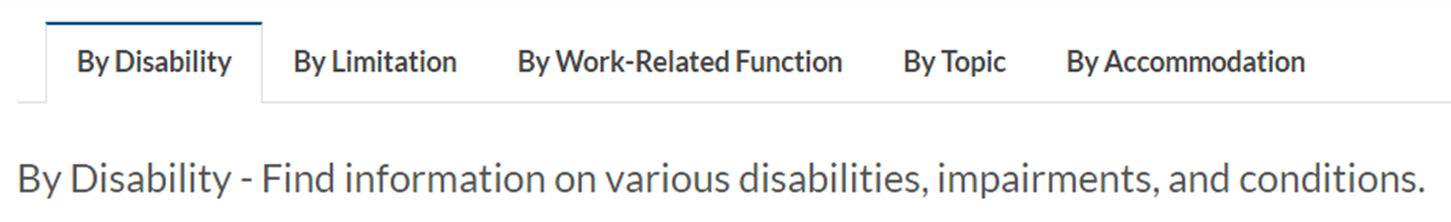 By Disability By Limitation By Work-Related Function By Topic By Accommodation
By Disability - Find information on various disabilities, impairments, and conditions.